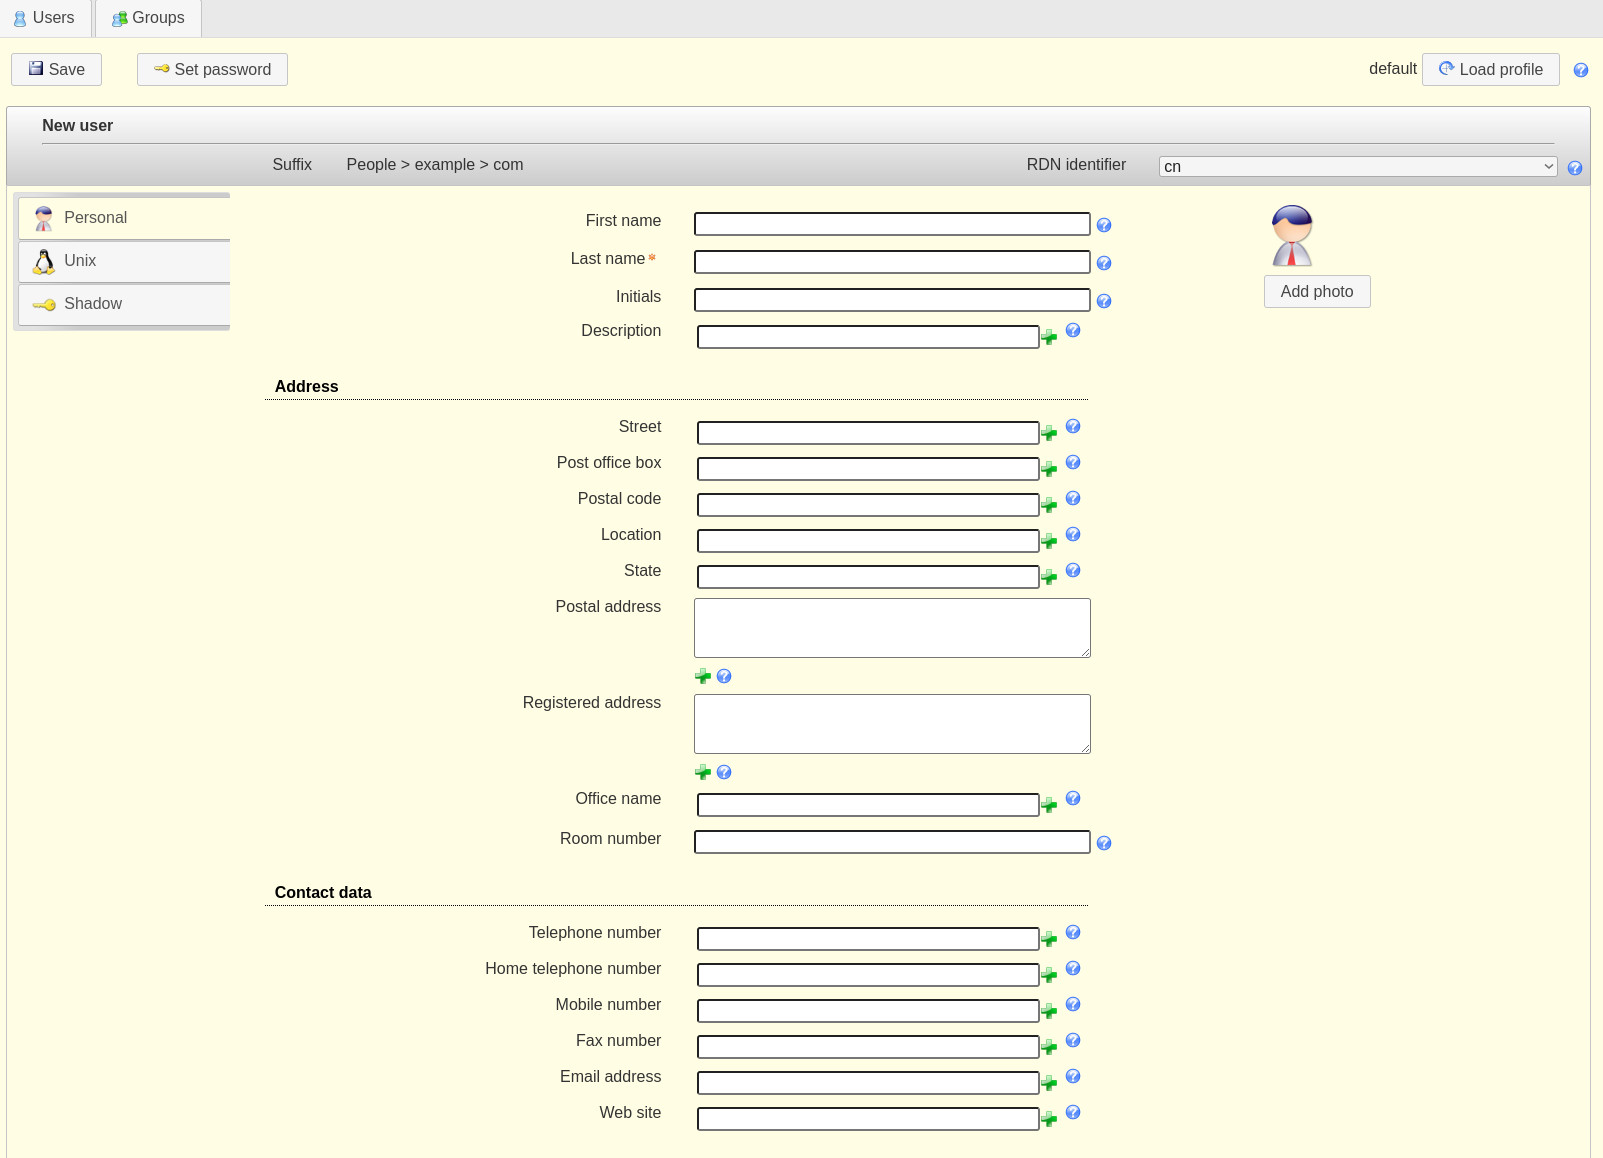 Users Groups
Save Set password default Load profile
New user
Suffix People > example > com RDN identifier cn
Personal
Unix
Shadow
First name
Last name*
Initials
Description
Add photo
Address
Street
Post office box
Postal code
Location
State
Postal address
Registered address
Office name
Room number
Contact data
Telephone number
Home telephone number
Mobile number
Fax number
Email address
Web site